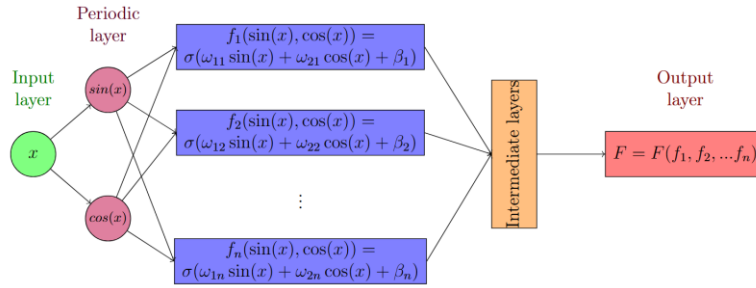 Periodic
layer
Input
layer
x
sin(x)
cos(x)
f₁(sin(x), cos(x)) =
σ(ω₁₁ sin(x) + ω₂₁ cos(x) + β₁)
f₂(sin(x), cos(x)) =
σ(ω₁₂ sin(x) + ω₂₂ cos(x) + β₂)
⋮
fₙ(sin(x), cos(x)) =
σ(ω₁ₙ sin(x) + ω₂ₙ cos(x) + βₙ)
Intermediate layers
Output
layer
F = F(f₁, f₂, ...fₙ)